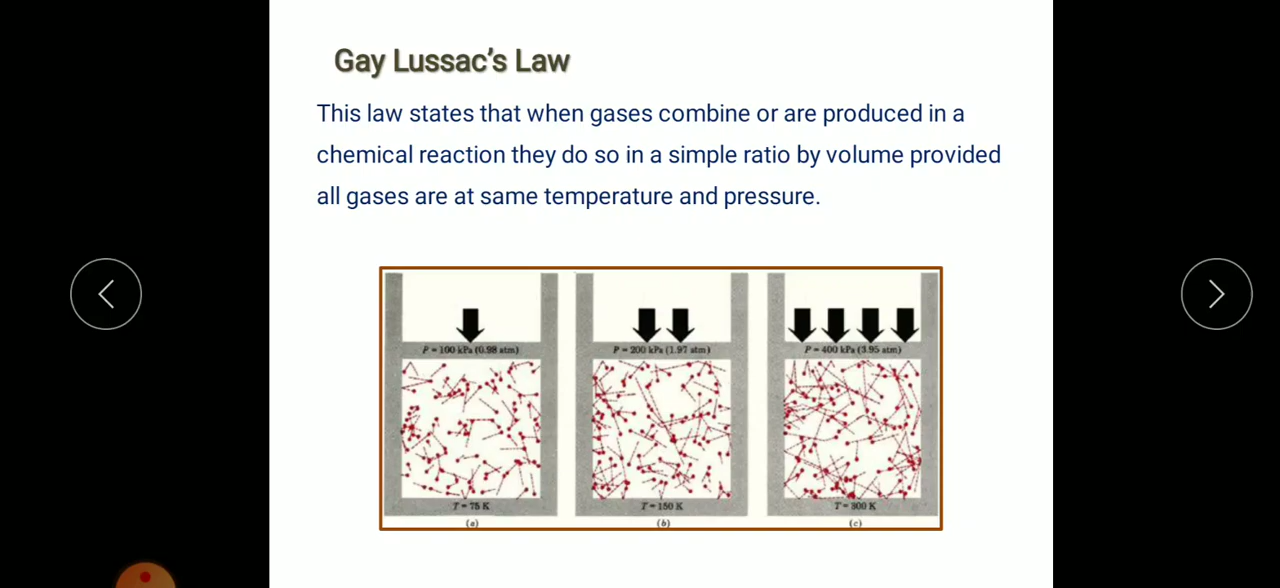 Gay Lussac's Law
This law states that when gases combine or are produced in a
chemical reaction they do so in a simple ratio by volume provided
all gases are at same temperature and pressure.
P = 100 kPa (0.98 atm)
P = 200 kPa (1.97 atm)
P = 400 kPa (3.95 atm)
T = 75 K
T = 150 K
T = 300 K
(a)
(b)
(c)